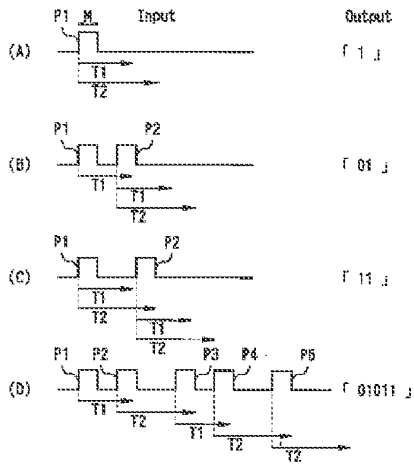 P1 M Input Output
(A) 「 1 」
T1
T2
P1 P2
(B) 「 01 」
T1 T1
T2
P1 P2
(C) 「 11 」
T1
T2 T1
T2
P1 P2 P3 P4 P5
(D) 「 01011 」
T1 T2 T1 T2 T2